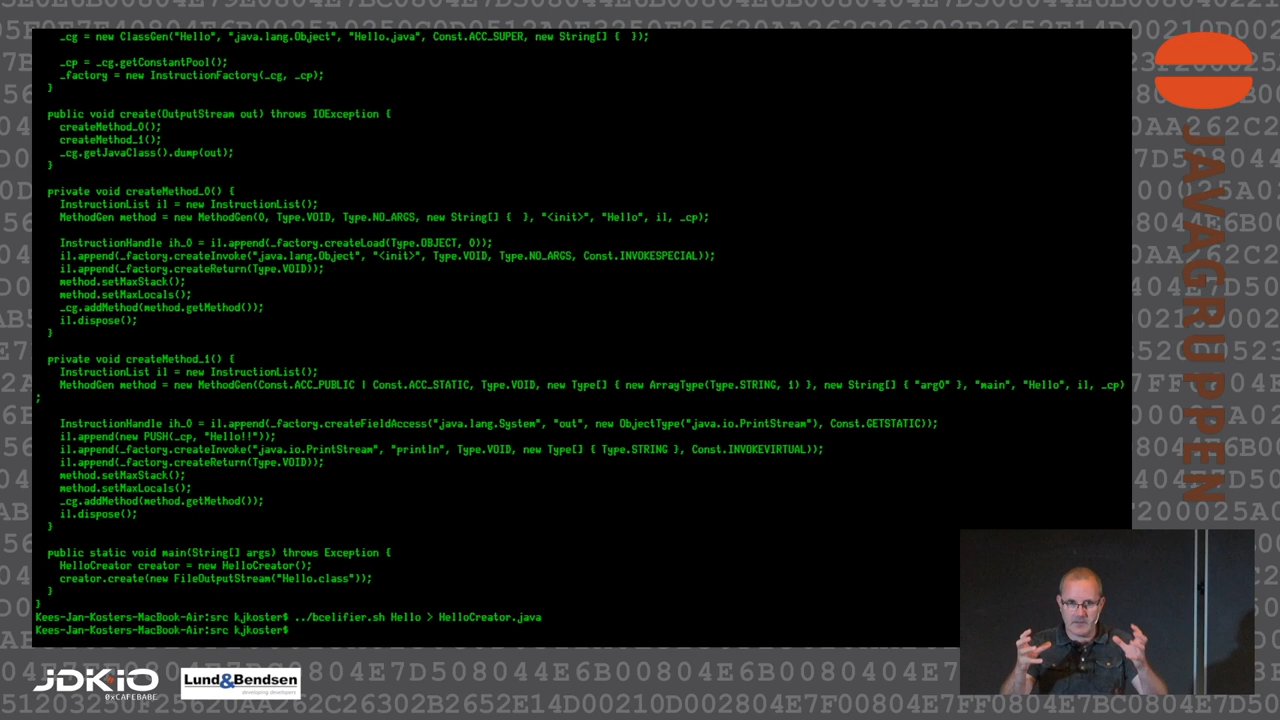 _cg = new ClassGen("Hello", "java.lang.Object", "Hello.java", Const.ACC_SUPER, new String[] {  });
_cp = _cg.getConstantPool();
_factory = new InstructionFactory(_cg, _cp);
}
public void create(OutputStream out) throws IOException {
createMethod_0();
createMethod_1();
_cg.getJavaClass().dump(out);
}
private void createMethod_0() {
InstructionList il = new InstructionList();
MethodGen method = new MethodGen(0, Type.VOID, Type.NO_ARGS, new String[] {  }, "<init>", "Hello", il, _cp);
InstructionHandle ih_0 = il.append(_factory.createLoad(Type.OBJECT, 0));
il.append(_factory.createInvoke("java.lang.Object", "<init>", Type.VOID, Type.NO_ARGS, Const.INVOKESPECIAL));
il.append(_factory.createReturn(Type.VOID));
method.setMaxStack();
method.setMaxLocals();
_cg.addMethod(method.getMethod());
il.dispose();
}
private void createMethod_1() {
InstructionList il = new InstructionList();
MethodGen method = new MethodGen(Const.ACC_PUBLIC | Const.ACC_STATIC, Type.VOID, new Type[] { new ArrayType(Type.STRING, 1) }, new String[] { "arg0" }, "main", "Hello", il, _cp)
;
InstructionHandle ih_0 = il.append(_factory.createFieldAccess("java.lang.System", "out", new ObjectType("java.io.PrintStream"), Const.GETSTATIC));
il.append(new PUSH(_cp, "Hello!!"));
il.append(_factory.createInvoke("java.io.PrintStream", "println", Type.VOID, new Type[] { Type.STRING }, Const.INVOKEVIRTUAL));
il.append(_factory.createReturn(Type.VOID));
method.setMaxStack();
method.setMaxLocals();
_cg.addMethod(method.getMethod());
il.dispose();
}
public static void main(String[] args) throws Exception {
HelloCreator creator = new HelloCreator();
creator.create(new FileOutputStream("Hello.class"));
}
}
Kees-Jan-Kosters-MacBook-Air:src kjkoster$ ../bcelifier.sh Hello > HelloCreator.java
Kees-Jan-Kosters-MacBook-Air:src kjkoster$
JAVAGRUPPEN
JDK.IO
0xCAFEBABE
Lund&Bendsen
developing developers